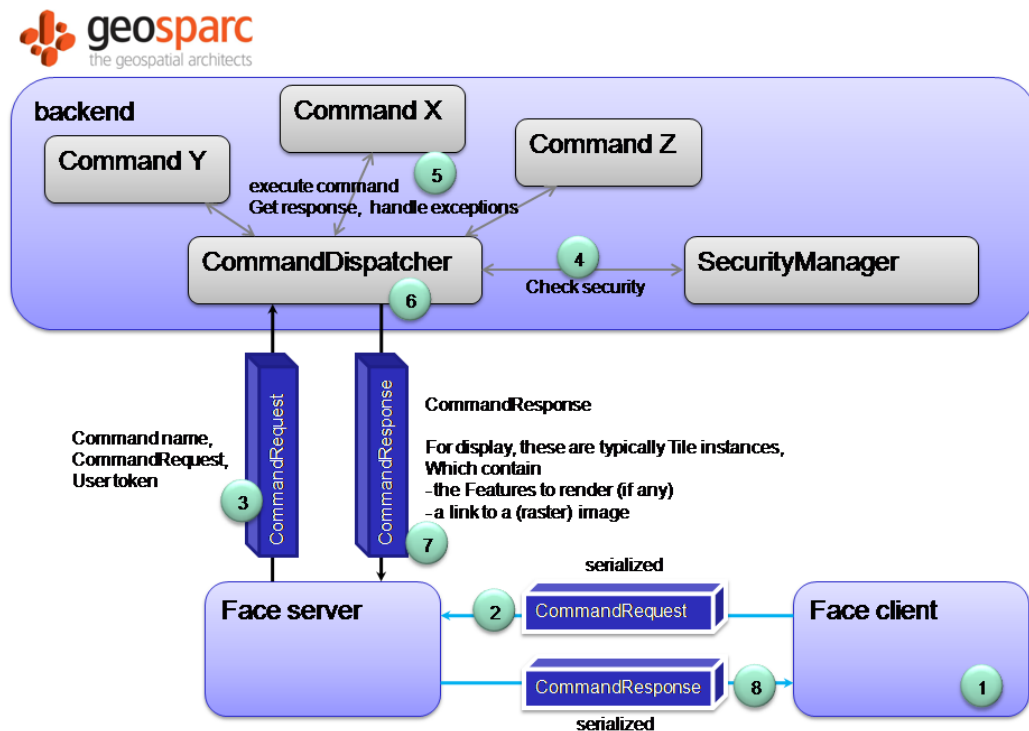 geosparc
the geospatial architects
backend
Command X
Command Y
Command Z
5
execute command
Get response, handle exceptions
CommandDispatcher
4
SecurityManager
Check security
6
CommandRequest
CommandResponse
Command name,
CommandRequest,
User token
3
CommandResponse
For display, these are typically Tile instances,
Which contain
-the Features to render (if any)
-a link to a (raster) image
7
serialized
Face server
2
CommandRequest
Face client
CommandResponse
8
1
serialized